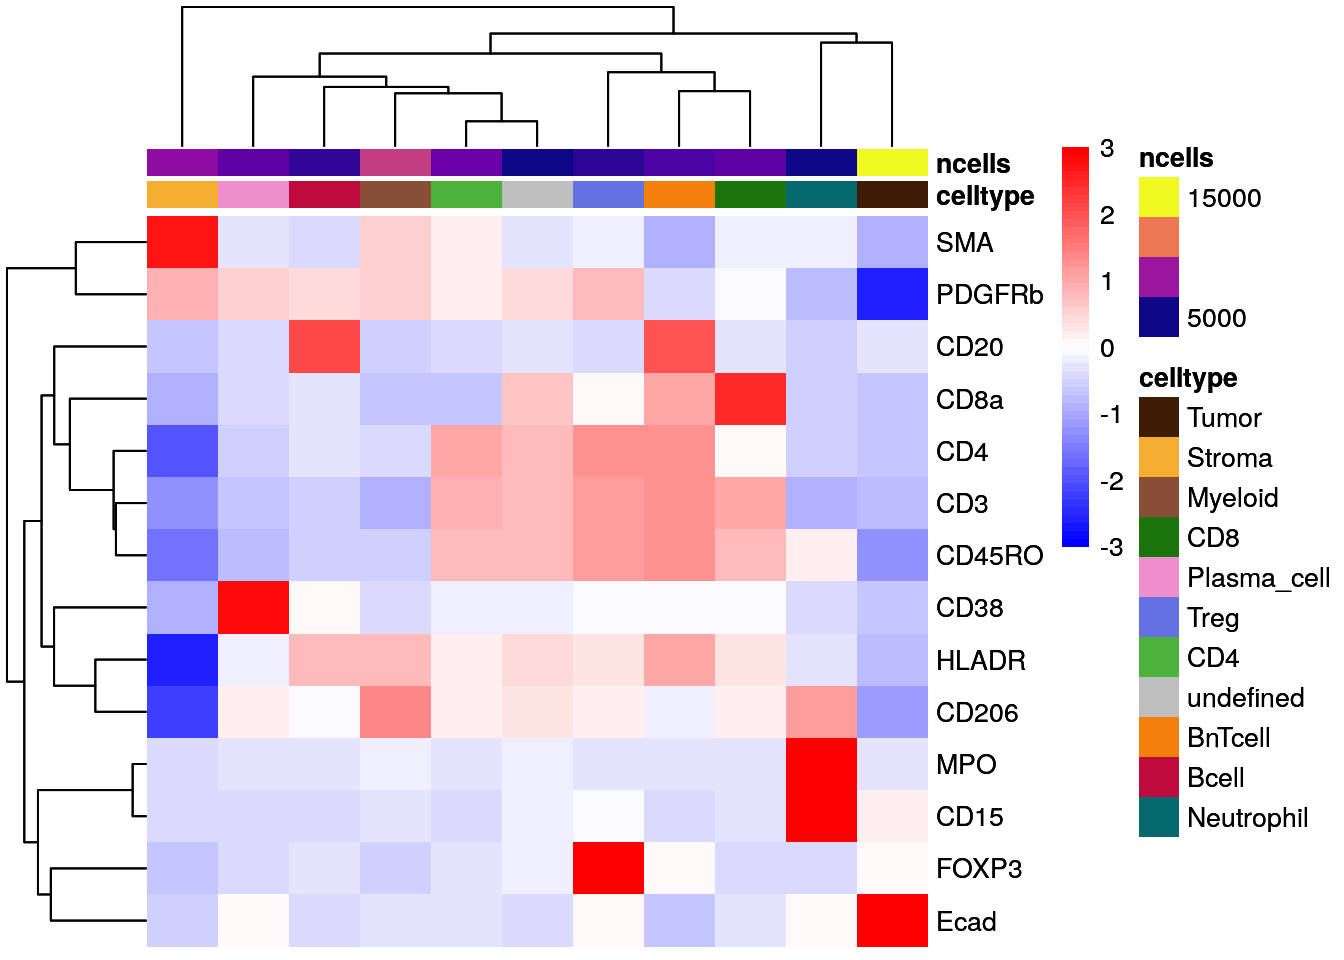 ncells
celltype
SMA
PDGFRb
CD20
CD8a
CD4
CD3
CD45RO
CD38
HLADR
CD206
MPO
CD15
FOXP3
Ecad
3
2
1
0
-1
-2
-3
ncells
15000
5000
celltype
Tumor
Stroma
Myeloid
CD8
Plasma_cell
Treg
CD4
undefined
BnTcell
Bcell
Neutrophil